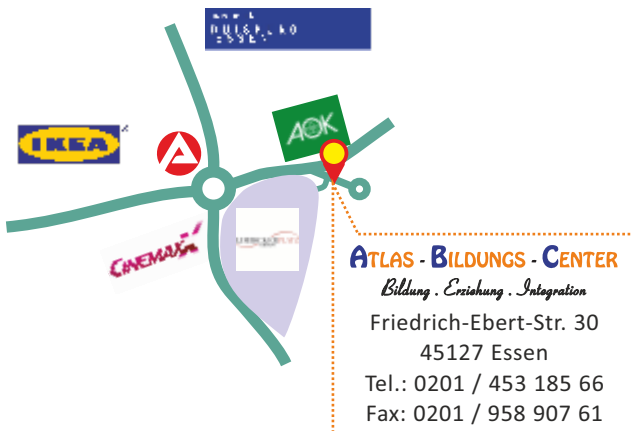 ESSEN
IKEA
AOK
CINEMAXX
ATLAS - BILDUNGS - CENTER
Bildung . Erziehung . Integration
Friedrich-Ebert-Str. 30
45127 Essen
Tel.: 0201 / 453 185 66
Fax: 0201 / 958 907 61